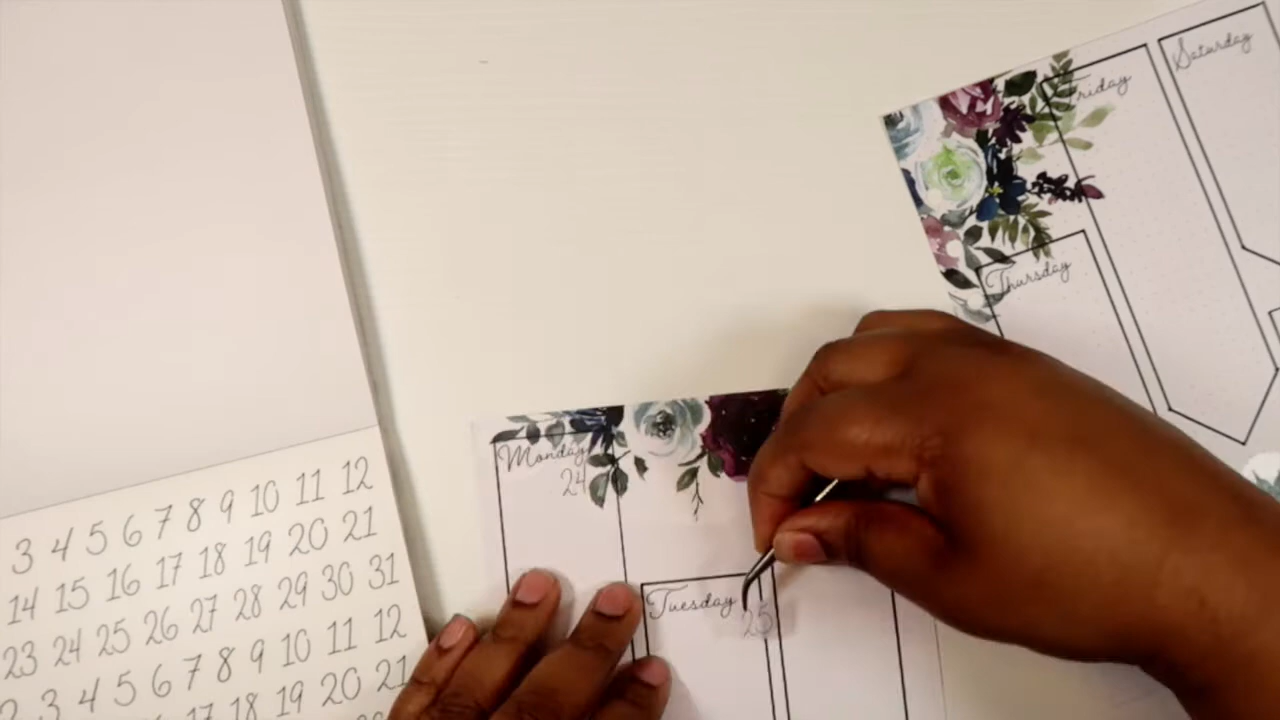 Saturday
Friday
Thursday
Monday
24
Tuesday
25
3 4 5 6 7 8 9 10 11 12
14 15 16 17 18 19 20 21
23 24 25 26 27 28 29 30 31
2 3 4 5 6 7 8 9 10 11 12
17 18 19 20 21